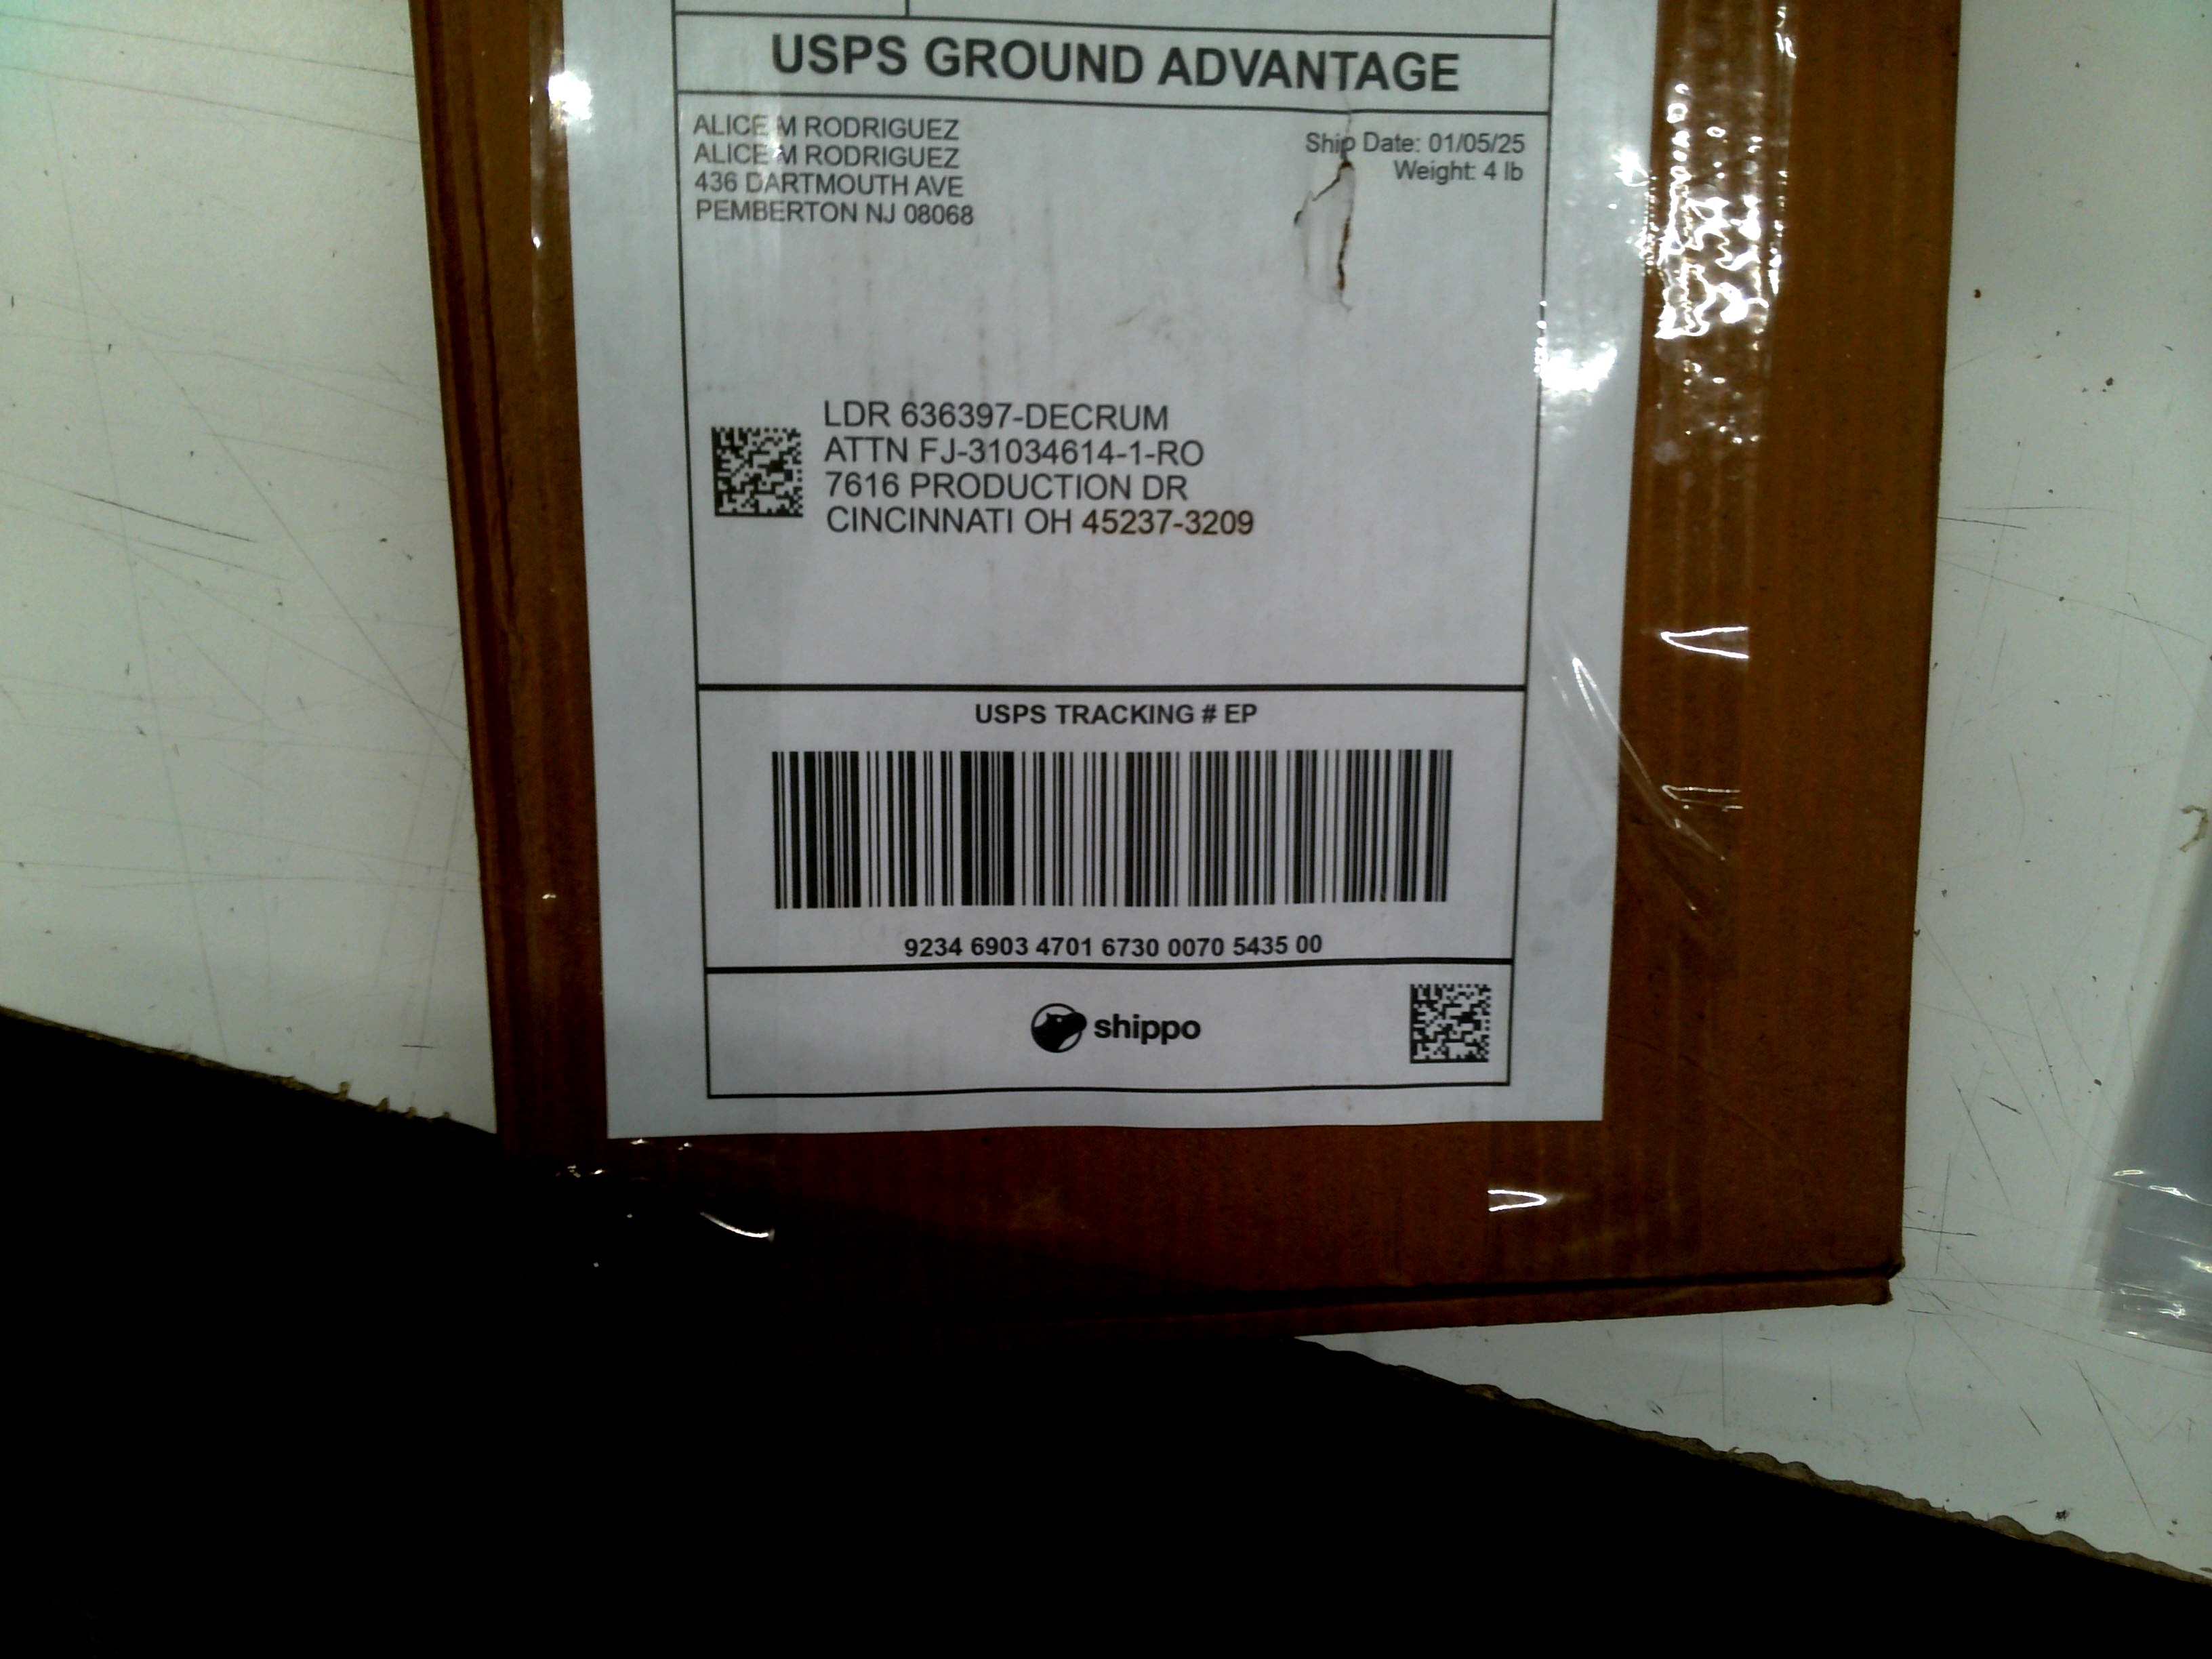 USPS GROUND ADVANTAGE
ALICE M RODRIGUEZ
ALICE M RODRIGUEZ
436 DARTMOUTH AVE
PEMBERTON NJ 08068
Ship Date: 01/05/25
Weight: 4 lb
LDR 636397-DECRUM
ATTN FJ-31034614-1-RO
7616 PRODUCTION DR
CINCINNATI OH 45237-3209
USPS TRACKING # EP
9234 6903 4701 6730 0070 5435 00
shippo